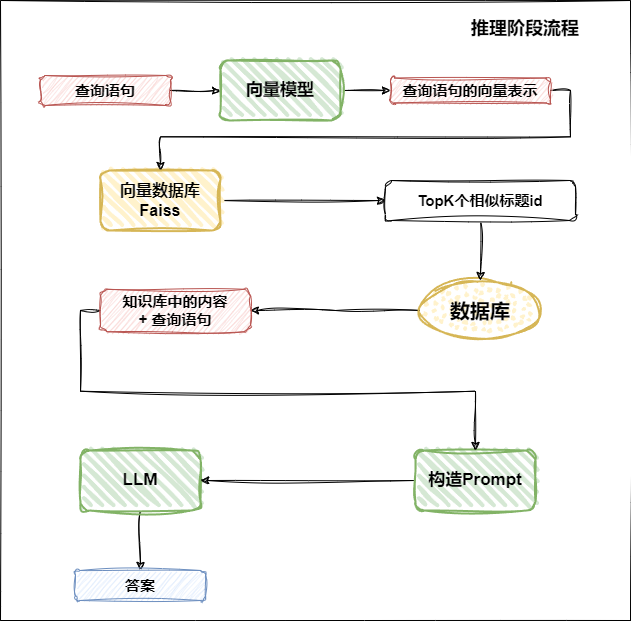 推理阶段流程
查询语句
向量模型
查询语句的向量表示
向量数据库
Faiss
TopK个相似标题id
数据库
知识库中的内容
+ 查询语句
构造Prompt
LLM
答案